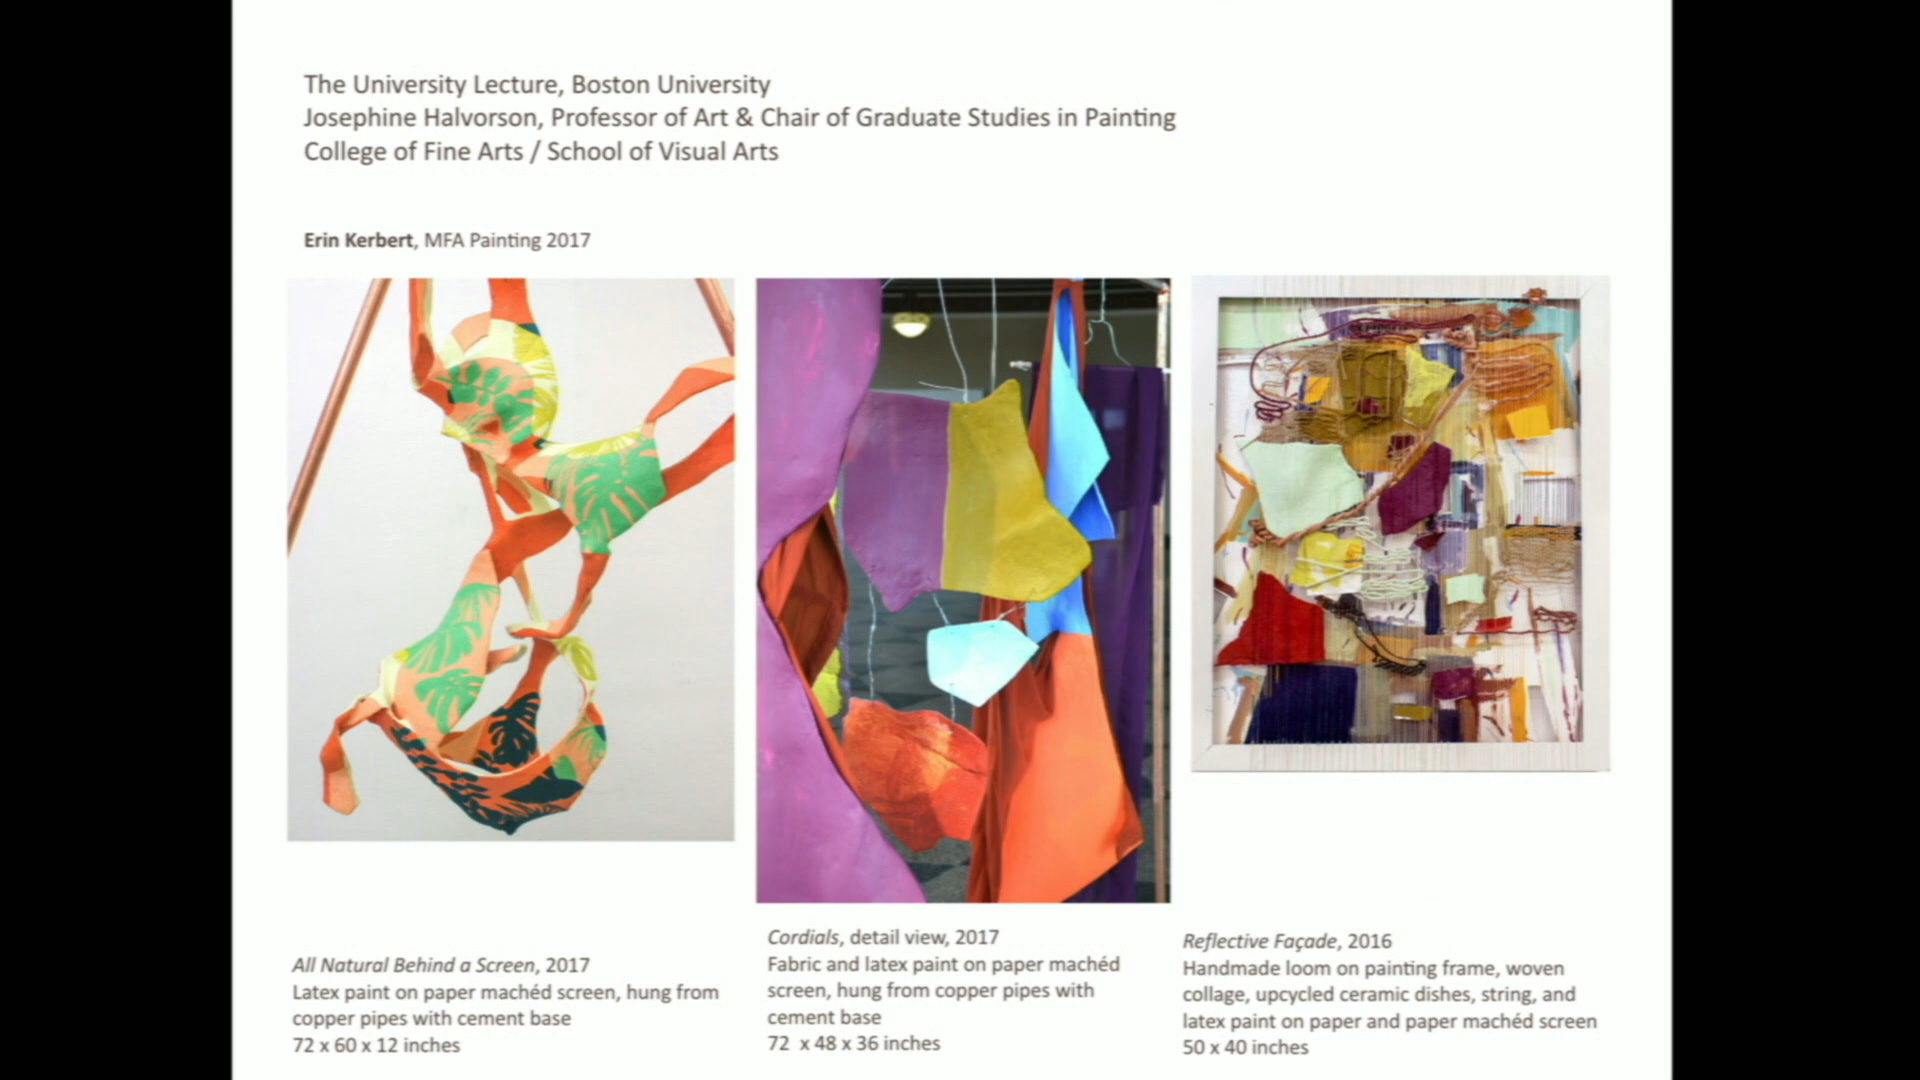 The University Lecture, Boston University
Josephine Halvorson, Professor of Art & Chair of Graduate Studies in Painting
College of Fine Arts / School of Visual Arts
Erin Kerbert, MFA Painting 2017
All Natural Behind a Screen, 2017
Latex paint on paper machéd screen, hung from
copper pipes with cement base
72 x 60 x 12 inches
Cordials, detail view, 2017
Fabric and latex paint on paper machéd
screen, hung from copper pipes with
cement base
72 x 48 x 36 inches
Reflective Façade, 2016
Handmade loom on painting frame, woven
collage, upcycled ceramic dishes, string, and
latex paint on paper and paper machéd screen
50 x 40 inches